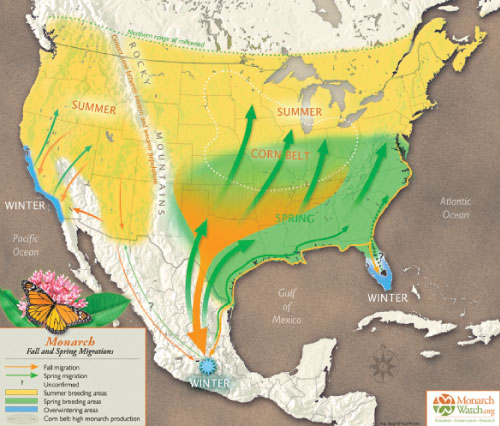 Northern range of milkweed
ROCKY
MOUNTAINS
SUMMER
SUMMER
CORN BELT
SPRING
WINTER
Pacific
Ocean
Atlantic
Ocean
Gulf
of
Mexico
WINTER
?
WINTER
Monarch
Fall and Spring Migrations
Fall migration
Spring migration
? Unconfirmed
Summer breeding areas
Spring breeding areas
Overwintering areas
Corn belt: high monarch production
Monarch
Watch.org
Education · Conservation · Research